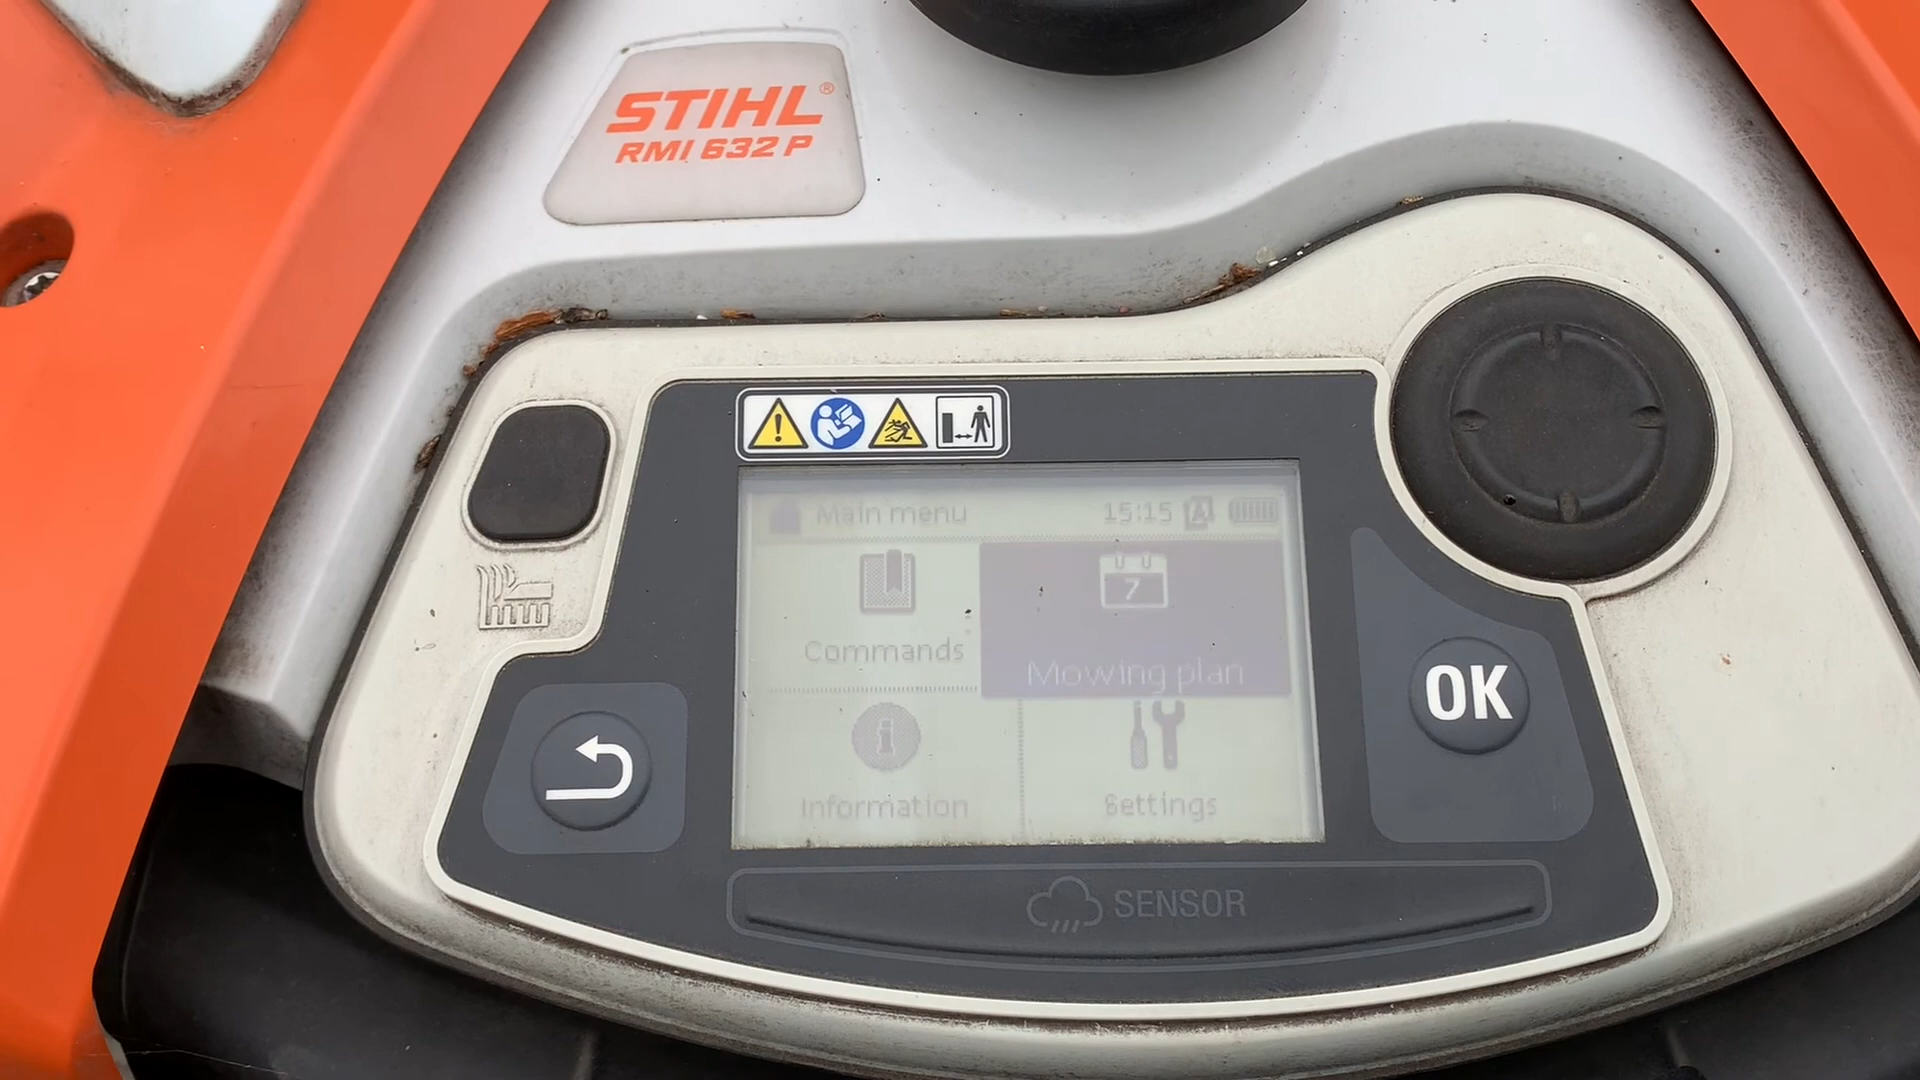 STIHL®
RMI 632 P
Main menu 15:15 A
7
Commands
Mowing plan
Information
Settings
OK
SENSOR